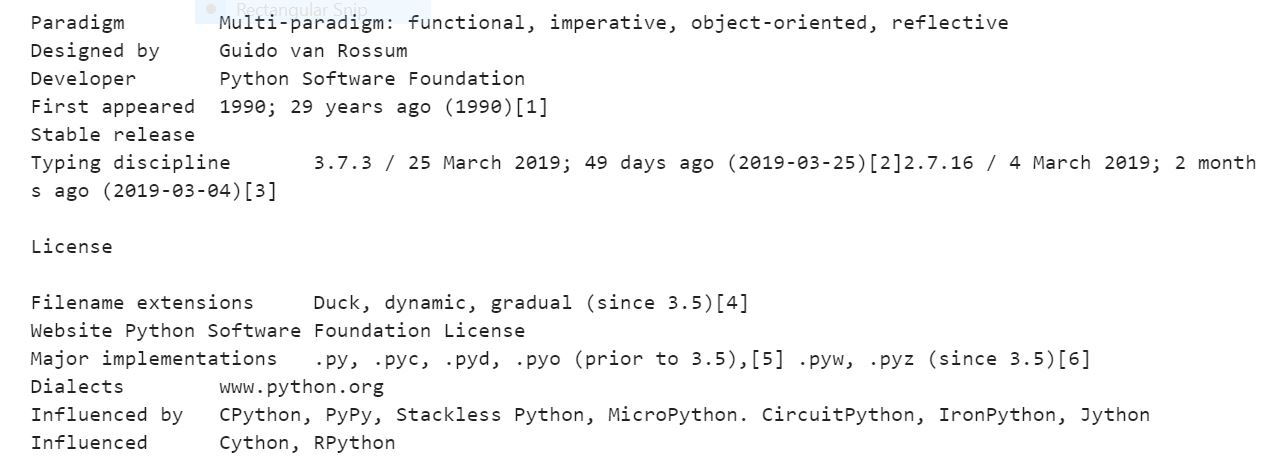 Rectangular Snip
Paradigm Multi-paradigm: functional, imperative, object-oriented, reflective
Designed by Guido van Rossum
Developer Python Software Foundation
First appeared 1990; 29 years ago (1990)[1]
Stable release
Typing discipline 3.7.3 / 25 March 2019; 49 days ago (2019-03-25)[2]2.7.16 / 4 March 2019; 2 month
s ago (2019-03-04)[3]
License
Filename extensions Duck, dynamic, gradual (since 3.5)[4]
Website Python Software Foundation License
Major implementations .py, .pyc, .pyd, .pyo (prior to 3.5),[5] .pyw, .pyz (since 3.5)[6]
Dialects www.python.org
Influenced by CPython, PyPy, Stackless Python, MicroPython. CircuitPython, IronPython, Jython
Influenced Cython, RPython